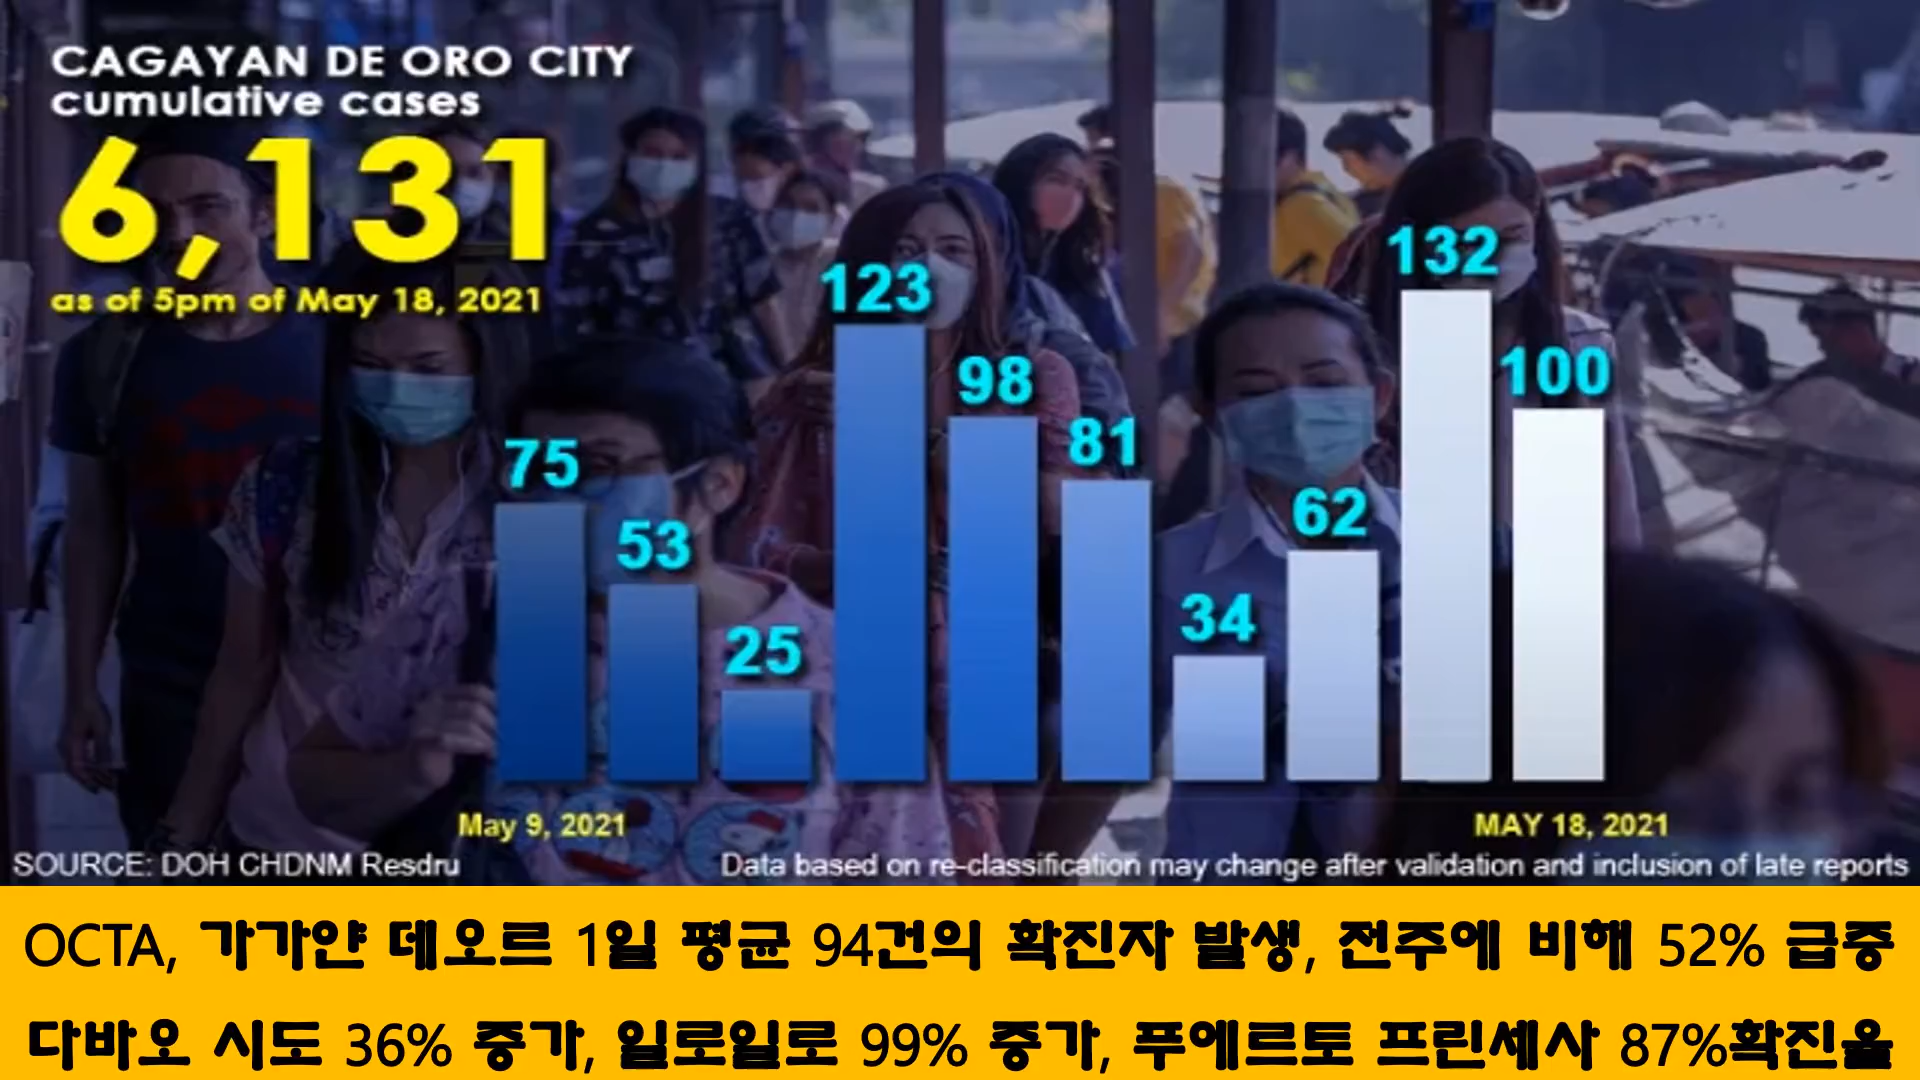 CAGAYAN DE ORO CITY
cumulative cases
6,131
as of 5pm of May 18, 2021
75
53
25
123
98
81
34
62
132
100
May 9, 2021
MAY 18, 2021
SOURCE: DOH CHDNM Resdru
Data based on re-classification may change after validation and inclusion of late reports
OCTA, 가가얀 데오르 1일 평균 94건의 확진자 발생, 전주에 비해 52% 급증
다바오 시도 36% 증가, 일로일로 99% 증가, 푸에르토 프린세사 87%확진율